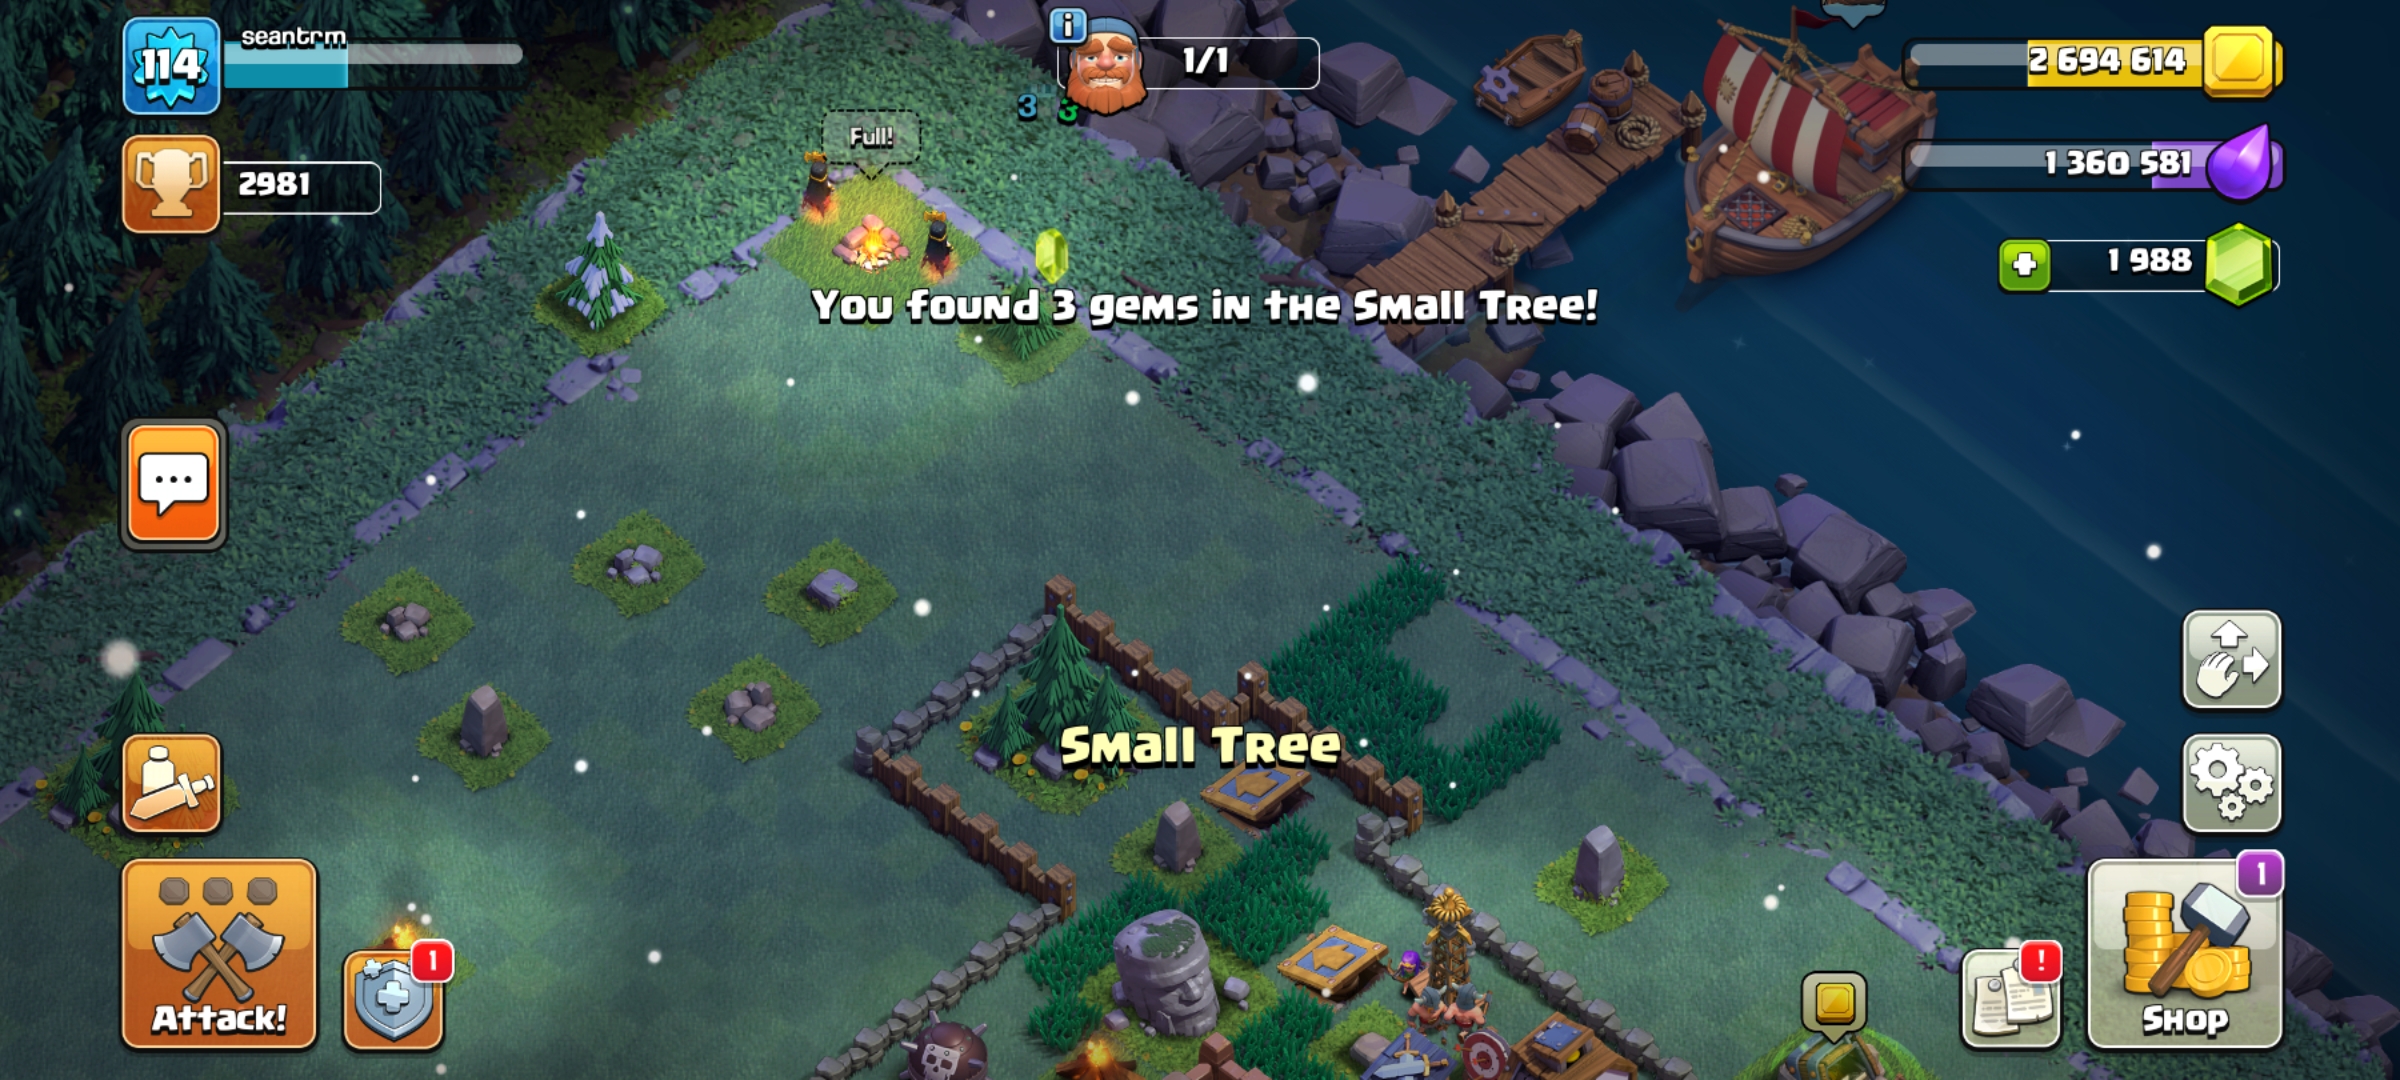 114
seantrm
1/1
2 694 614
3 3
Full!
2981
1 360 581
1 988
You found 3 gems in the Small Tree!
Small Tree
1
Attack!
1
!
Shop